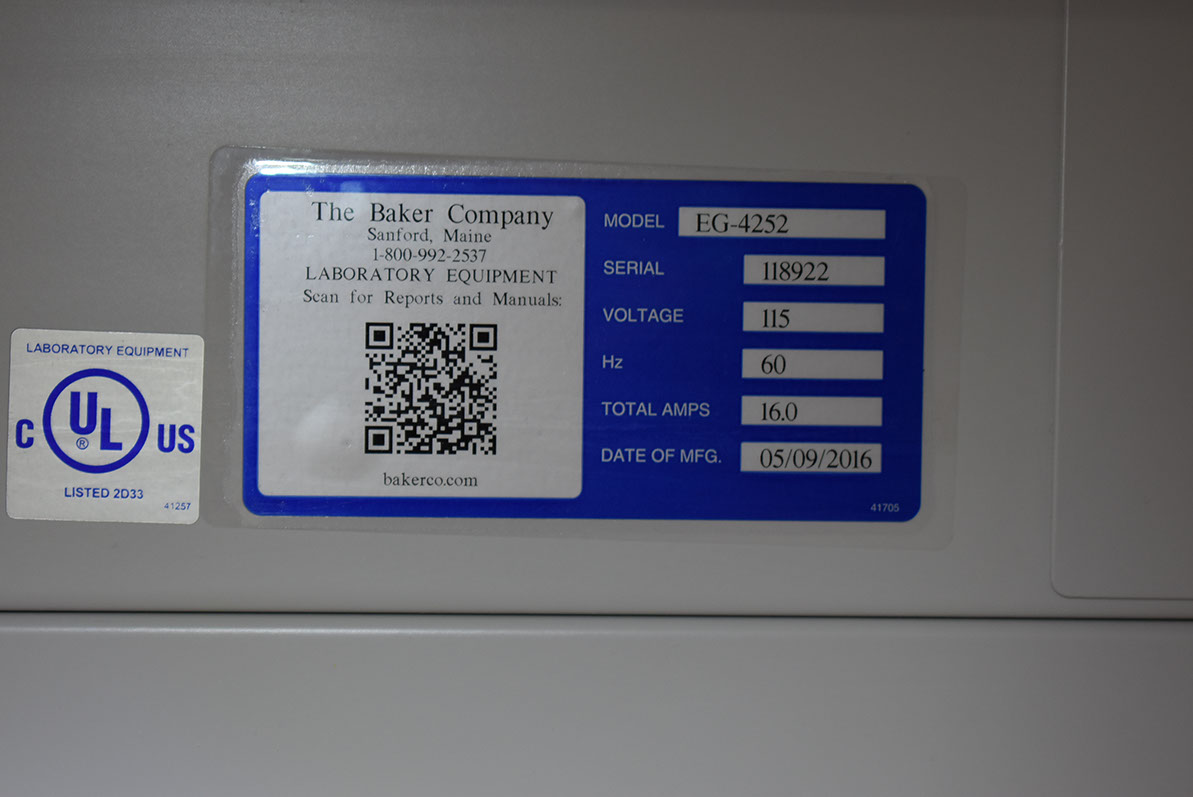 The Baker Company
Sanford, Maine
1-800-992-2537
LABORATORY EQUIPMENT
Scan for Reports and Manuals:
bakerco.com
MODEL EG-4252
SERIAL 118922
VOLTAGE 115
Hz 60
TOTAL AMPS 16.0
DATE OF MFG. 05/09/2016
41705
LABORATORY EQUIPMENT
C UL ® US
LISTED 2D33
41257